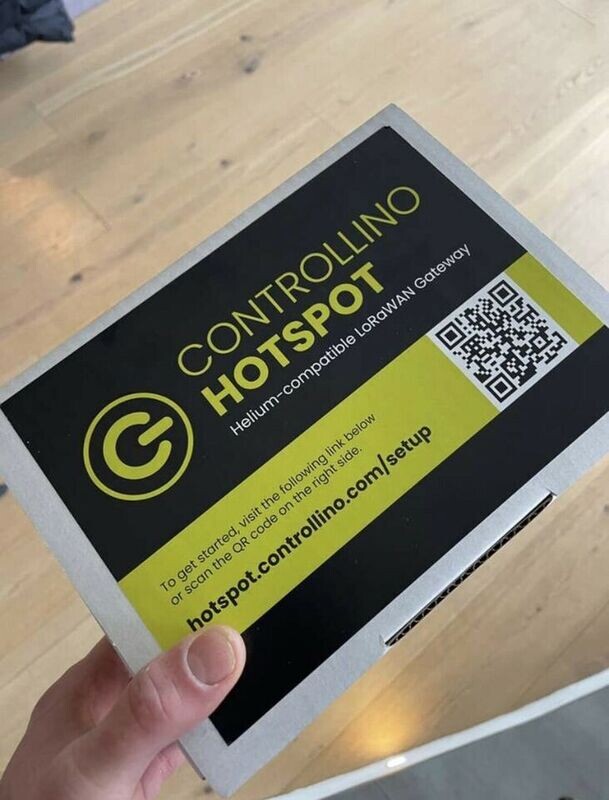 CONTROLLINO
HOTSPOT
Helium-compatible LoRaWAN Gateway
To get started, visit the following link below
or scan the QR code on the right side.
hotspot.controllino.com/setup